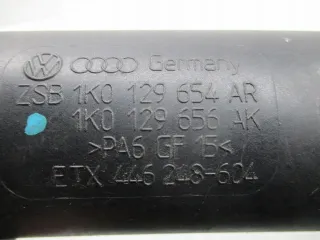 Germany
ZSB 1K0 129 654 AR
1K0 129 656 AK
>PA6 GF 15<
ETX 446 248-604